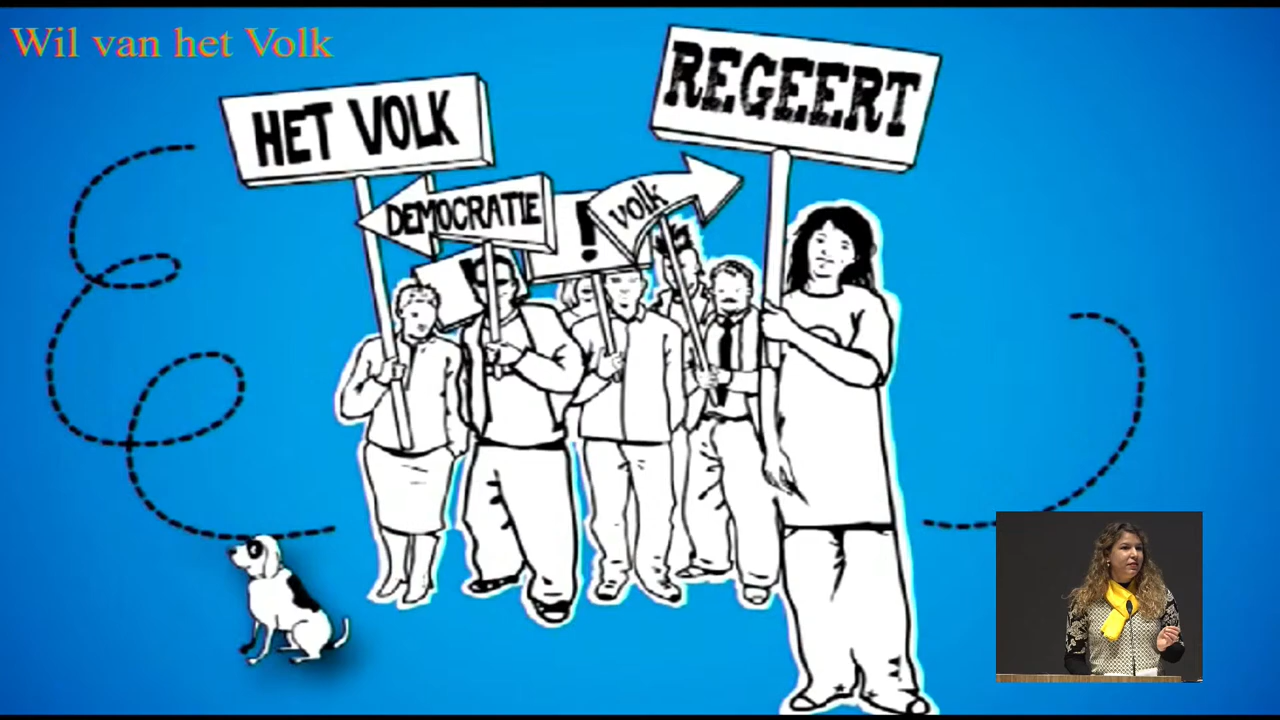 Wil van het Volk
HET VOLK
REGEERT
DEMOCRATIE
!
volk